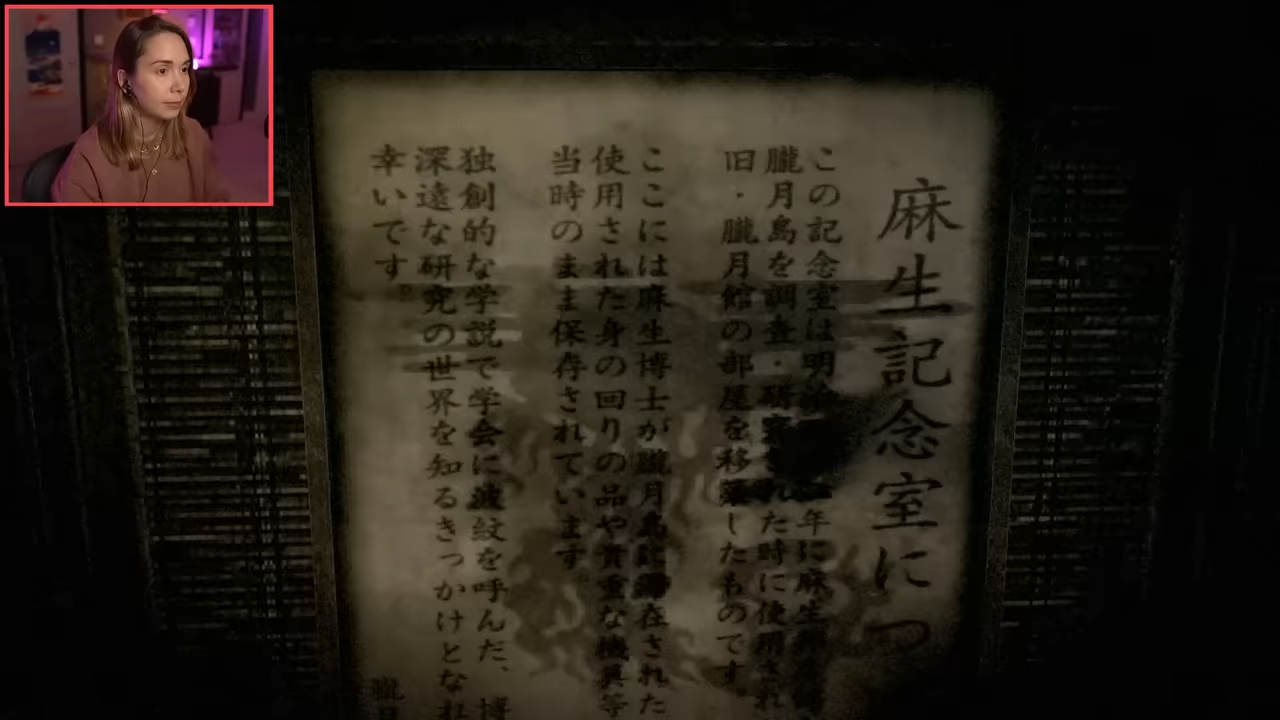 麻生記念室につ
この記念室は明 年に麻生
朧月島を調査・研究された時に使用され
旧・朧月館の部屋を移築したものです
ここには麻生博士が朧月島に滞在された
使用された身の回りの品や貴重な機具等
当時のまま保存されています。
独創的な学説で学会に波紋を呼んだ、博
深遠な研究の世界を知るきっかけとなれ
幸いです。
朧月